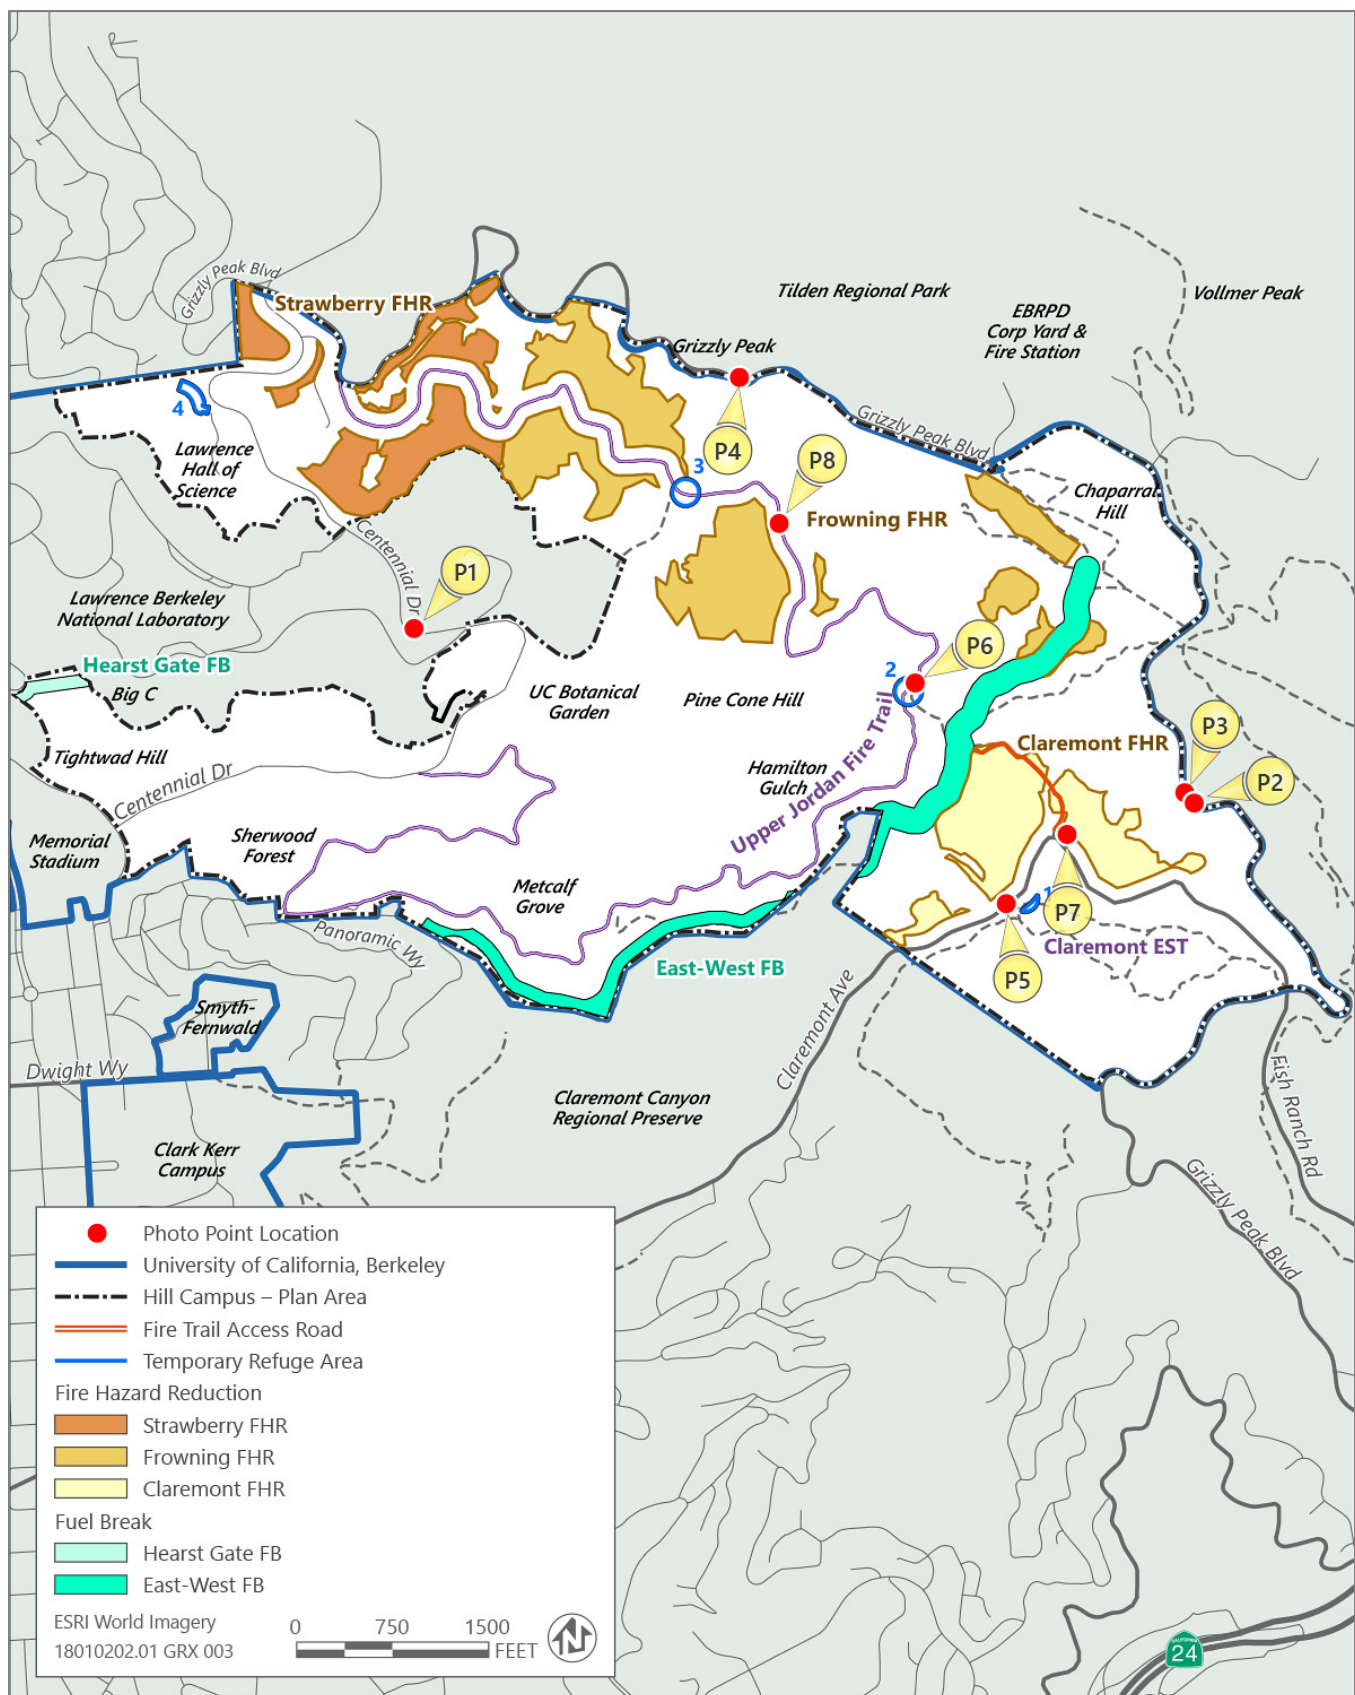 Grizzly Peak Blvd
Strawberry FHR
Tilden Regional Park
Vollmer Peak
EBRPD
Corp Yard &
Fire Station
Grizzly Peak
4
P4
Grizzly Peak Blvd
Lawrence
Hall of
Science
3
P8
Chaparral
Hill
Frowning FHR
Centennial Dr
P1
Lawrence Berkeley
National Laboratory
Hearst Gate FB
Big C
UC Botanical
Garden
Pine Cone Hill
2
P6
Upper Jordan Fire Trail
Claremont FHR
P3
P2
Tightwad Hill
Centennial Dr
Hamilton
Gulch
Memorial
Stadium
Sherwood
Forest
Metcalf
Grove
1
P7
Panoramic Wy
East-West FB
Claremont EST
P5
Claremont Ave
Smyth-
Fernwald
Dwight Wy
Fish Ranch Rd
Claremont Canyon
Regional Preserve
Clark Kerr
Campus
Grizzly Peak Blvd
Photo Point Location
University of California, Berkeley
Hill Campus – Plan Area
Fire Trail Access Road
Temporary Refuge Area
Fire Hazard Reduction
Strawberry FHR
Frowning FHR
Claremont FHR
Fuel Break
Hearst Gate FB
East-West FB
ESRI World Imagery
18010202.01 GRX 003
0 750 1500
FEET
N
CALIFORNIA
24